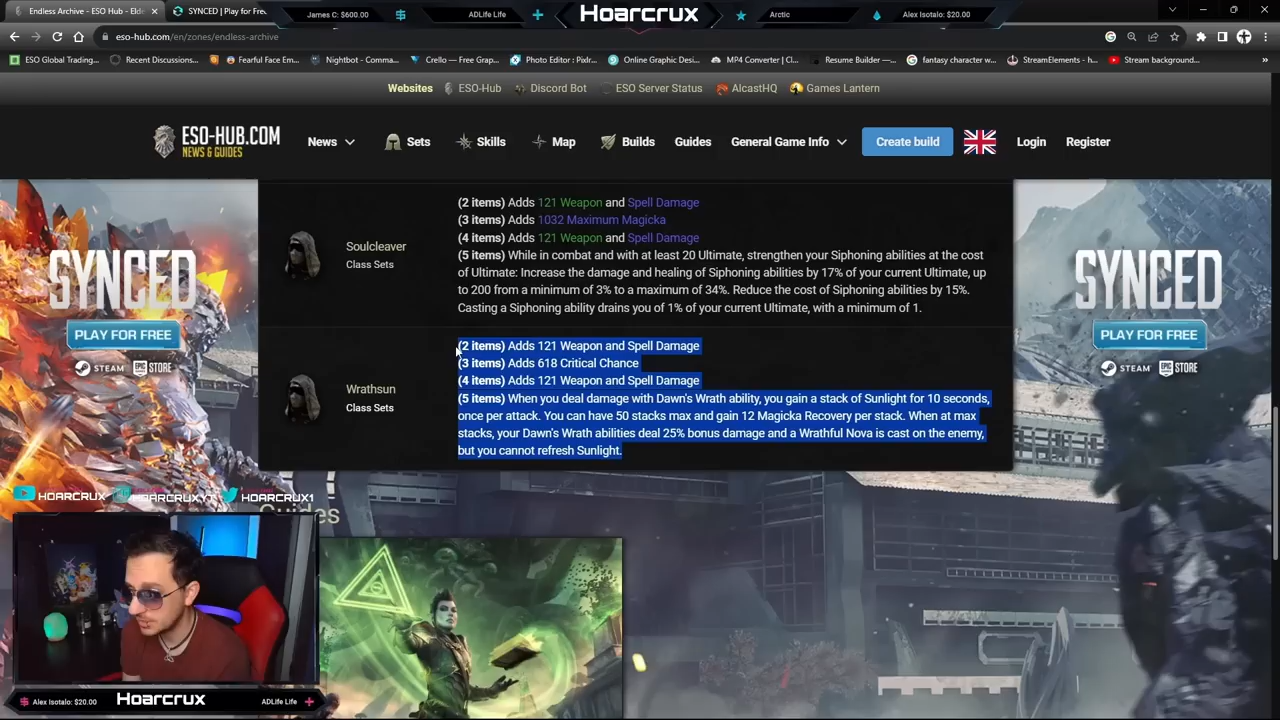 Endless Archive - ESO Hub - Elde
SYNCED | Play for Fre
James C: $600.00
ADLife Life
Hoarcrux
Arctic
Alex Isotalo: $20.00
eso-hub.com/en/zones/endless-archive
ESO Global Trading...
Recent Discussions...
Fearful Face Em...
Nightbot - Comma...
Crello — Free Grap...
Photo Editor : Pixlr...
Online Graphic Desi...
MP4 Converter | Cl...
Resume Builder —...
fantasy character w...
StreamElements - h...
Stream background...
Websites
ESO-Hub
Discord Bot
ESO Server Status
AlcastHQ
Games Lantern
ESO-HUB.COM
NEWS & GUIDES
News
Sets
Skills
Map
Builds
Guides
General Game Info
Create build
Login
Register
SYNCED
PLAY FOR FREE
STEAM
EPIC STORE
Soulcleaver
Class Sets
(2 items) Adds 121 Weapon and Spell Damage
(3 items) Adds 1032 Maximum Magicka
(4 items) Adds 121 Weapon and Spell Damage
(5 items) While in combat and with at least 20 Ultimate, strengthen your Siphoning abilities at the cost
of Ultimate: Increase the damage and healing of Siphoning abilities by 17% of your current Ultimate, up
to 200 from a minimum of 3% to a maximum of 34%. Reduce the cost of Siphoning abilities by 15%.
Casting a Siphoning ability drains you of 1% of your current Ultimate, with a minimum of 1.
SYNCED
PLAY FOR FREE
STEAM
EPIC STORE
Wrathsun
Class Sets
(2 items) Adds 121 Weapon and Spell Damage
(3 items) Adds 618 Critical Chance
(4 items) Adds 121 Weapon and Spell Damage
(5 items) When you deal damage with Dawn's Wrath ability, you gain a stack of Sunlight for 10 seconds,
once per attack. You can have 50 stacks max and gain 12 Magicka Recovery per stack. When at max
stacks, your Dawn's Wrath abilities deal 25% bonus damage and a Wrathful Nova is cast on the enemy,
but you cannot refresh Sunlight.
HOARCRUX
HOARCRUX.YT
HOARCRUX1
Guides
Alex Isotalo: $20.00
Hoarcrux
ADLife Life